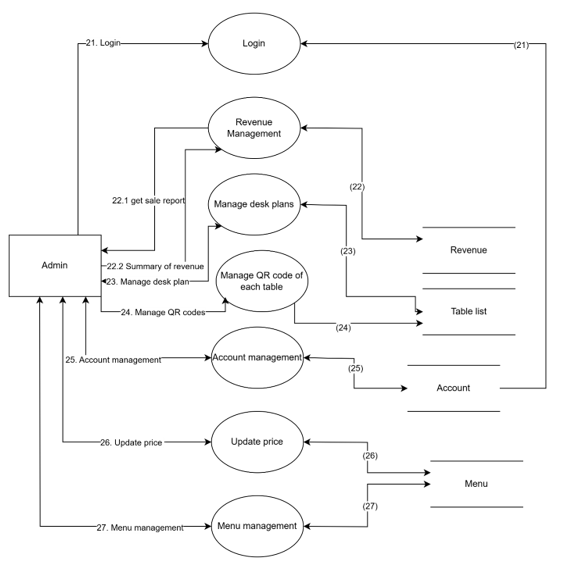 21. Login
Login
(21)
Revenue
Management
22.1 get sale report
(22)
Manage desk plans
Revenue
(23)
Admin
22.2 Summary of revenue
23. Manage desk plan
Manage QR code of
each table
24. Manage QR codes
Table list
(24)
25. Account management
Account management
(25)
Account
26. Update price
Update price
(26)
Menu
(27)
27. Menu management
Menu management